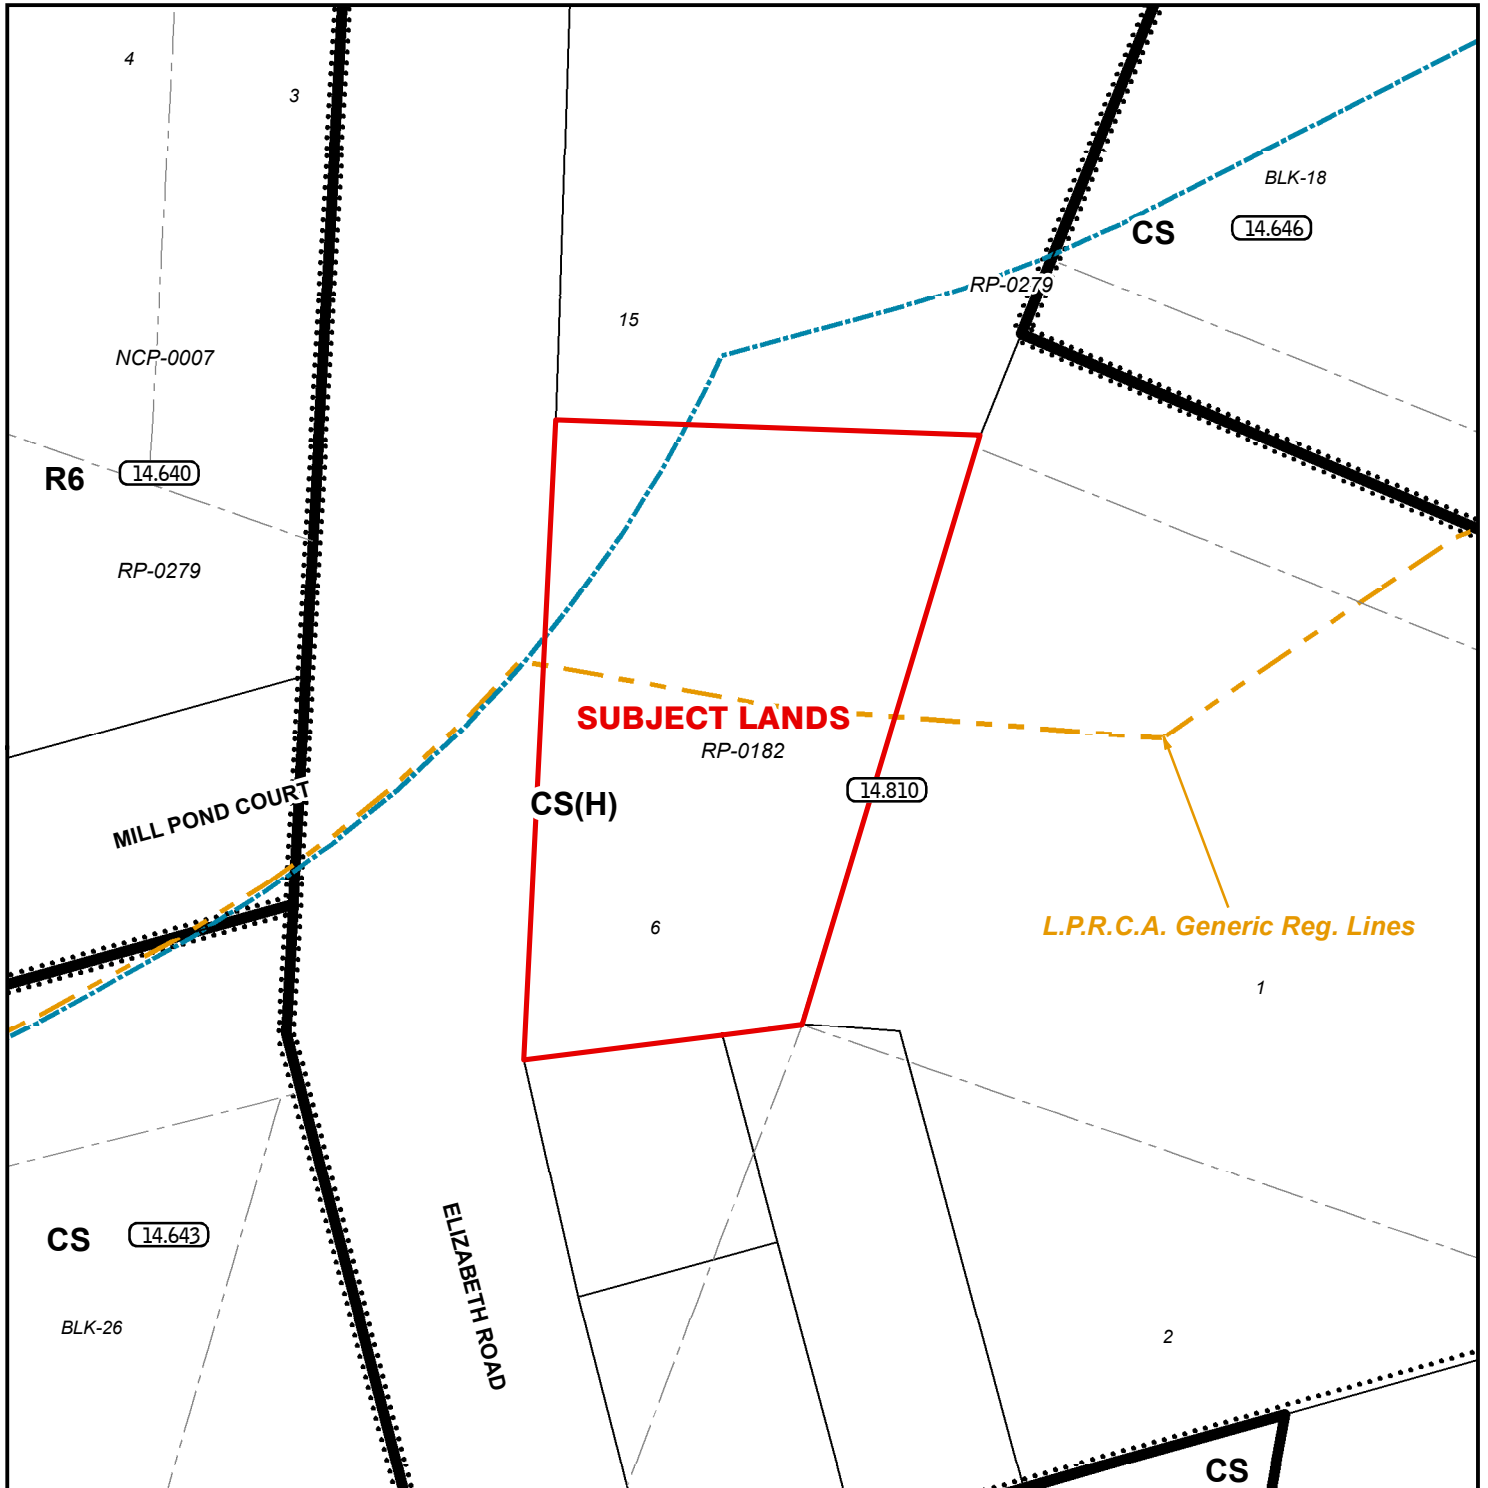 4
3
BLK-18
CS
14.646
RP-0279
15
NCP-0007
R6
14.640
RP-0279
SUBJECT LANDS
RP-0182
14.810
CS(H)
MILL POND COURT
6
L.P.R.C.A. Generic Reg. Lines
1
CS
14.643
ELIZABETH ROAD
BLK-26
2
CS